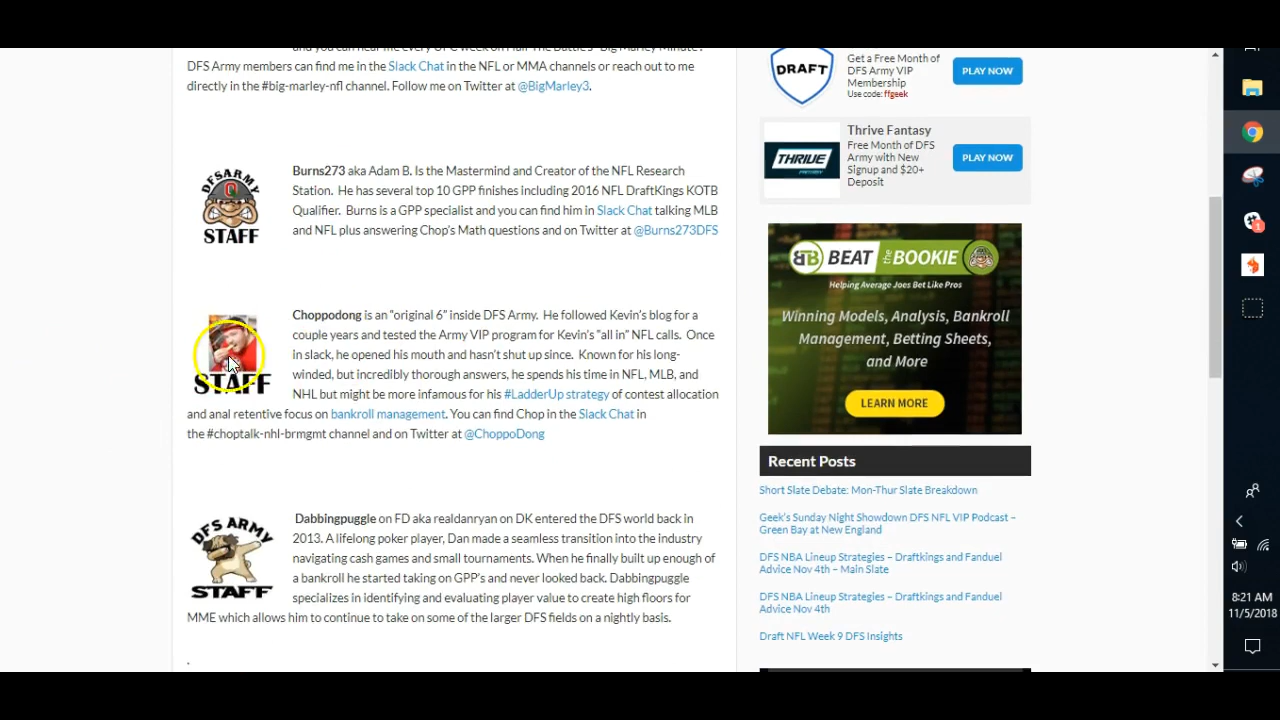 and you can hear me every UFC week on Half The Battle's "Big Marley Minute".
DFS Army members can find me in the Slack Chat in the NFL or MMA channels or reach out to me
directly in the #big-marley-nfl channel. Follow me on Twitter at @BigMarley3.
DFSARMY
STAFF
Burns273 aka Adam B. Is the Mastermind and Creator of the NFL Research
Station. He has several top 10 GPP finishes including 2016 NFL DraftKings KOTB
Qualifier. Burns is a GPP specialist and you can find him in Slack Chat talking MLB
and NFL plus answering Chop's Math questions and on Twitter at @Burns273DFS
STAFF
Choppodong is an "original 6" inside DFS Army. He followed Kevin's blog for a
couple years and tested the Army VIP program for Kevin's "all in" NFL calls. Once
in slack, he opened his mouth and hasn't shut up since. Known for his long-
winded, but incredibly thorough answers, he spends his time in NFL, MLB, and
NHL but might be more infamous for his #LadderUp strategy of contest allocation
and anal retentive focus on bankroll management. You can find Chop in the Slack Chat in
the #choptalk-nhl-brmgmt channel and on Twitter at @ChoppoDong
DFS ARMY
STAFF
Dabbingpuggle on FD aka realdanryan on DK entered the DFS world back in
2013. A lifelong poker player, Dan made a seamless transition into the industry
navigating cash games and small tournaments. When he finally built up enough of
a bankroll he started taking on GPP's and never looked back. Dabbingpuggle
specializes in identifying and evaluating player value to create high floors for
MME which allows him to continue to take on some of the larger DFS fields on a nightly basis.
.
DRAFT
Get a Free Month of
DFS Army VIP
Membership
Use code: ffgeek
PLAY NOW
THRIVE
FANTASY
Thrive Fantasy
Free Month of DFS
Army with New
Signup and $20+
Deposit
PLAY NOW
BTB BEAT the BOOKIE
Helping Average Joes Bet Like Pros
Winning Models, Analysis, Bankroll
Management, Betting Sheets,
and More
LEARN MORE
Recent Posts
Short Slate Debate: Mon-Thur Slate Breakdown
Geek's Sunday Night Showdown DFS NFL VIP Podcast –
Green Bay at New England
DFS NBA Lineup Strategies – Draftkings and Fanduel
Advice Nov 4th – Main Slate
DFS NBA Lineup Strategies – Draftkings and Fanduel
Advice Nov 4th
Draft NFL Week 9 DFS Insights
8:21 AM
11/5/2018